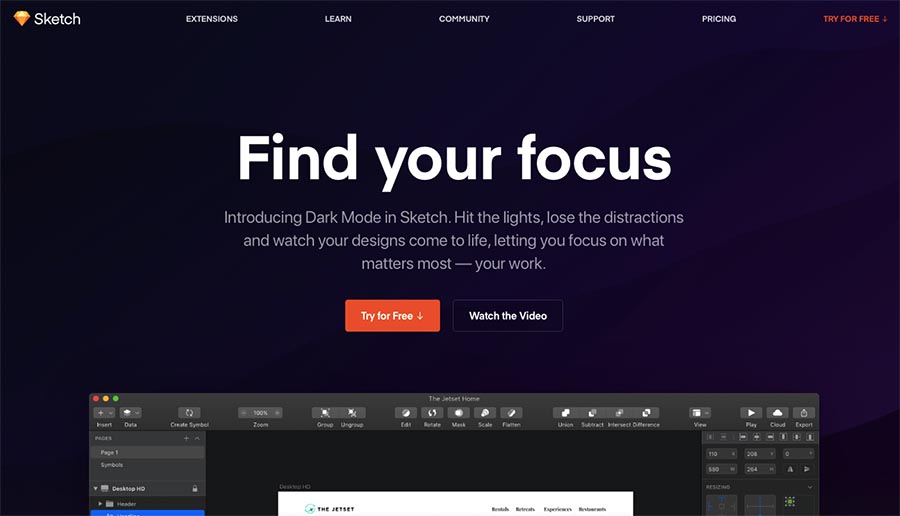 Sketch
EXTENSIONS
LEARN
COMMUNITY
SUPPORT
PRICING
TRY FOR FREE ↓
Find your focus
Introducing Dark Mode in Sketch. Hit the lights, lose the distractions
and watch your designs come to life, letting you focus on what
matters most — your work.
Try for Free ↓
Watch the Video
The Jetset Home
100%
Insert
Data
Create Symbol
Zoom
Group
Ungroup
Edit
Rotate
Mask
Scale
Flatten
Union
Subtract
Intersect
Difference
View
Play
Cloud
Export
PAGES
Page 1
Symbols
Desktop HD
Header
Desktop HD
THE JETSET
Rentals
Retreats
Experiences
Restaurants
110 X
208 Y
0 °
580 W
264 H
RESIZING